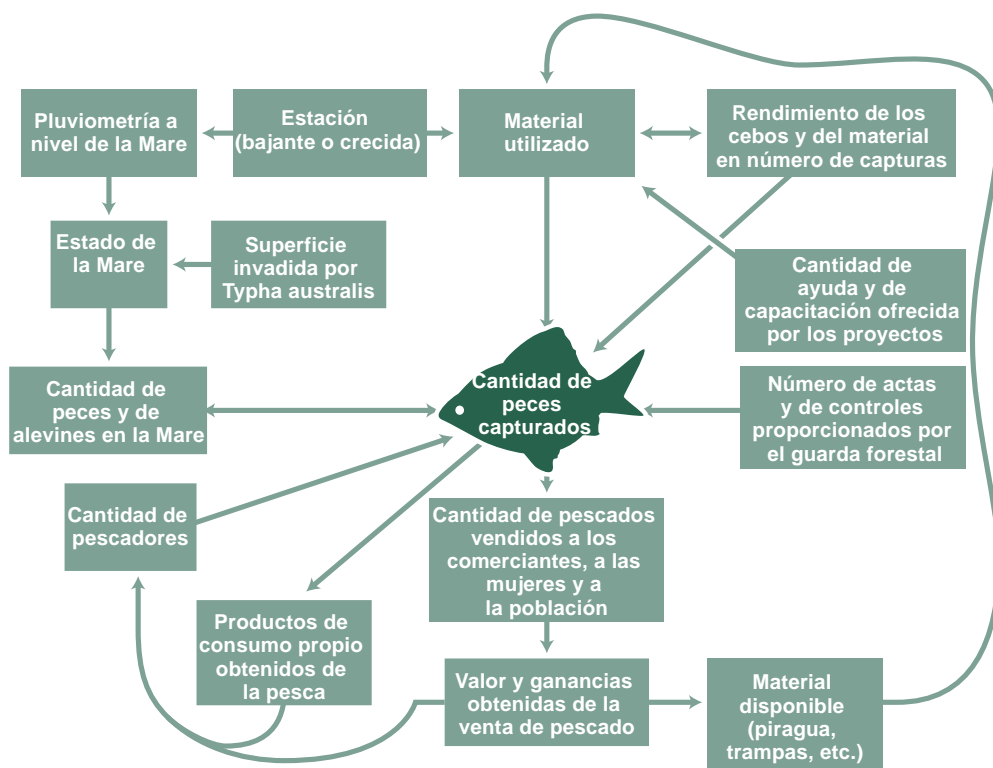 Pluviometría a
nivel de la Mare
Estación
(bajante o crecida)
Material
utilizado
Rendimiento de los
cebos y del material
en número de capturas
Estado de
la Mare
Superficie
invadida por
Typha australis
Cantidad de
ayuda y de
capacitación ofrecida
por los proyectos
Cantidad de
peces y de
alevines en la Mare
Cantidad de
peces
capturados
Número de actas
y de controles
proporcionados por
el guarda forestal
Cantidad de
pescadores
Cantidad de pescados
vendidos a los
comerciantes, a las
mujeres y a
la población
Productos de
consumo propio
obtenidos de
la pesca
Valor y ganancias
obtenidas de la
venta de pescado
Material
disponible
(piragua,
trampas, etc.)